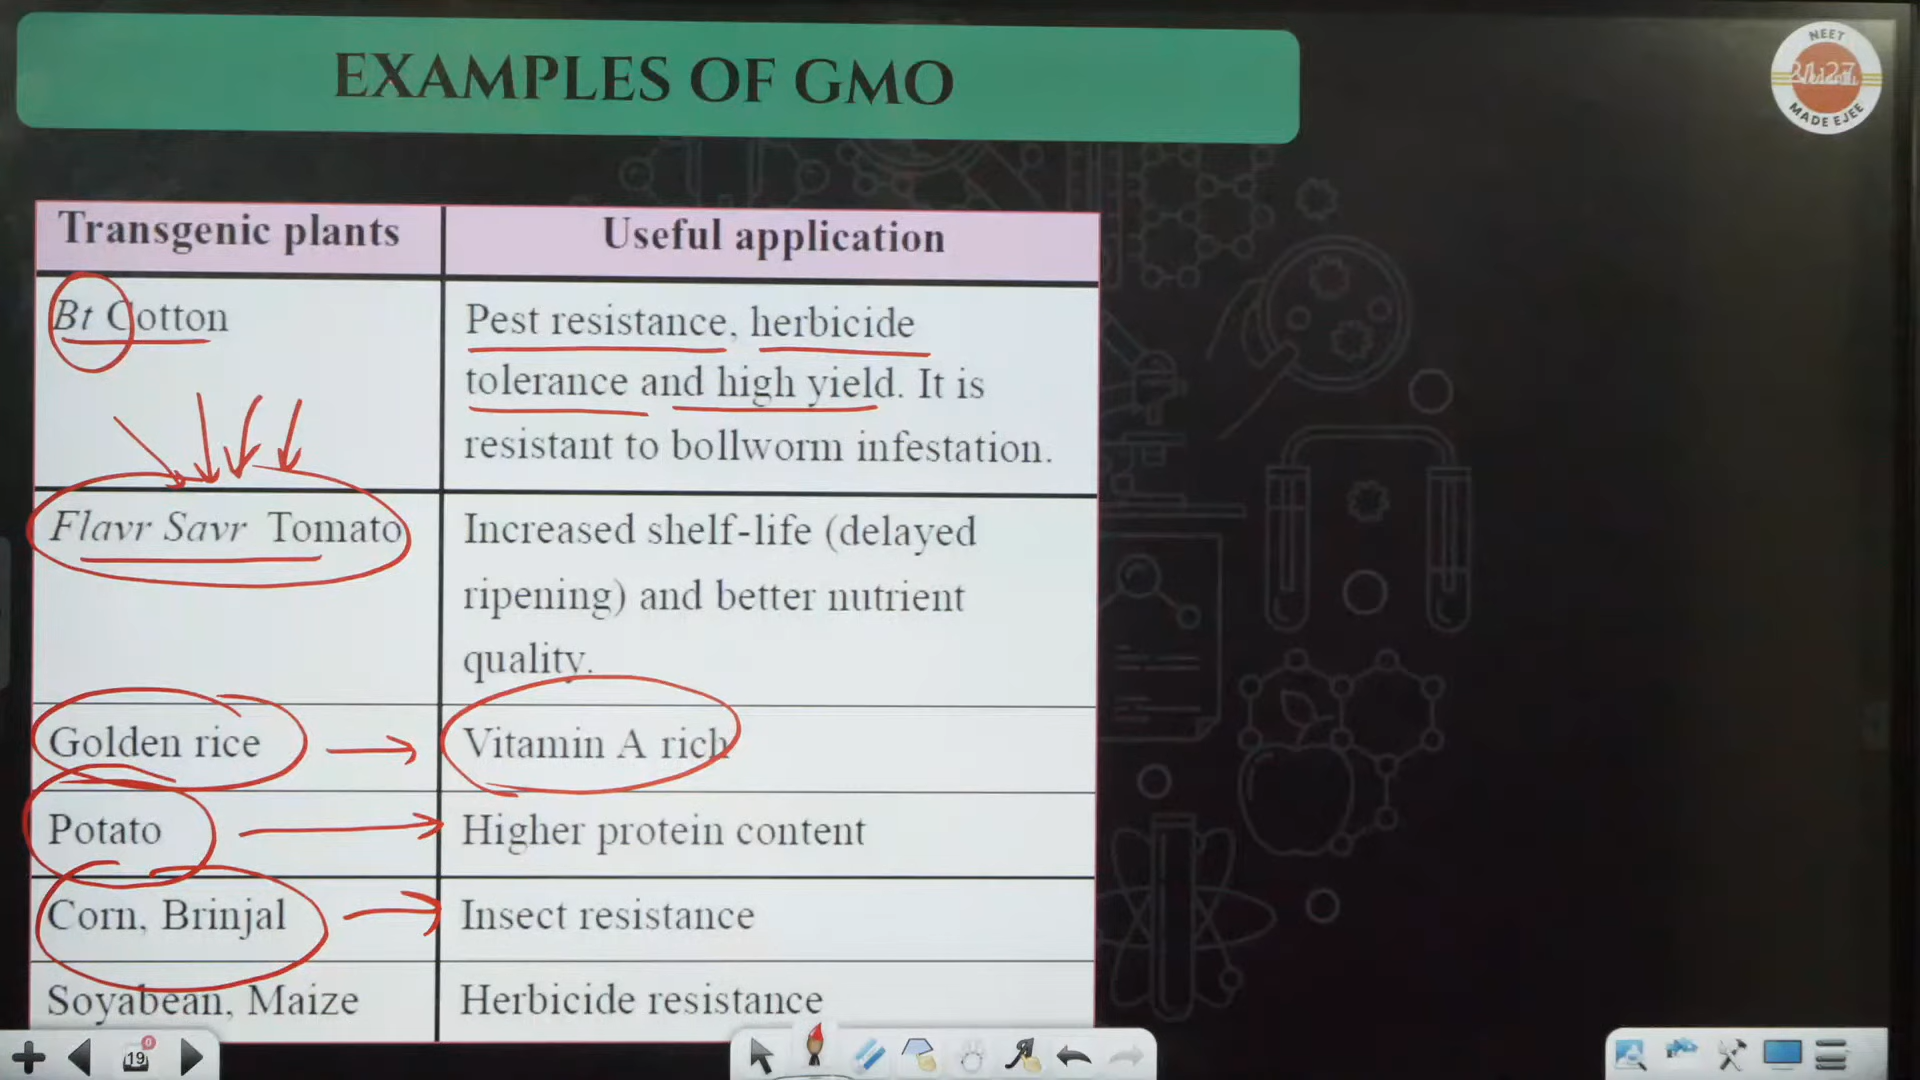 EXAMPLES OF GMO
NEET
MADE EJEE
Transgenic plants Useful application
Bt Cotton Pest resistance, herbicide
tolerance and high yield. It is
resistant to bollworm infestation.
Flavr Savr Tomato Increased shelf-life (delayed
ripening) and better nutrient
quality.
Golden rice Vitamin A rich
Potato Higher protein content
Corn, Brinjal Insect resistance
Soyabean, Maize Herbicide resistance
19 0